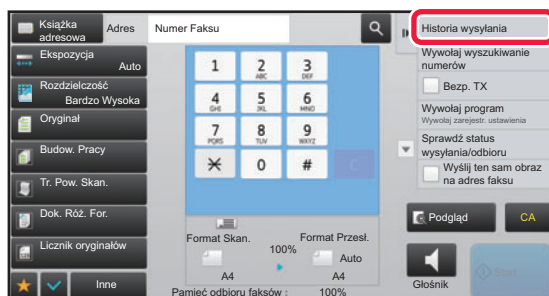 Książka
adresowa
Adres
Numer Faksu
Historia wysyłania
Ekspozycja
Auto
Wywołaj wyszukiwanie
numerów
Rozdzielczość
Bardzo Wysoka
Bezp. TX
Oryginał
Wywołaj program
Wywołaj zarejestr. ustawienia
Budow. Pracy
Sprawdź status
wysyłania/odbioru
Tr. Pow. Skan.
Wyślij ten sam obraz
na adres faksu
Dok. Róż. For.
Licznik oryginałów
Inne
1
2
ABC
3
DEF
4
GHI
5
JKL
6
MNO
7
PQRS
8
TUV
9
WXYZ
0
#
C
Format Skan.
100%
Format Przesł.
Auto
A4
A4
Pamięć odbioru faksów :
100%
Podgląd
CA
Głośnik
Start